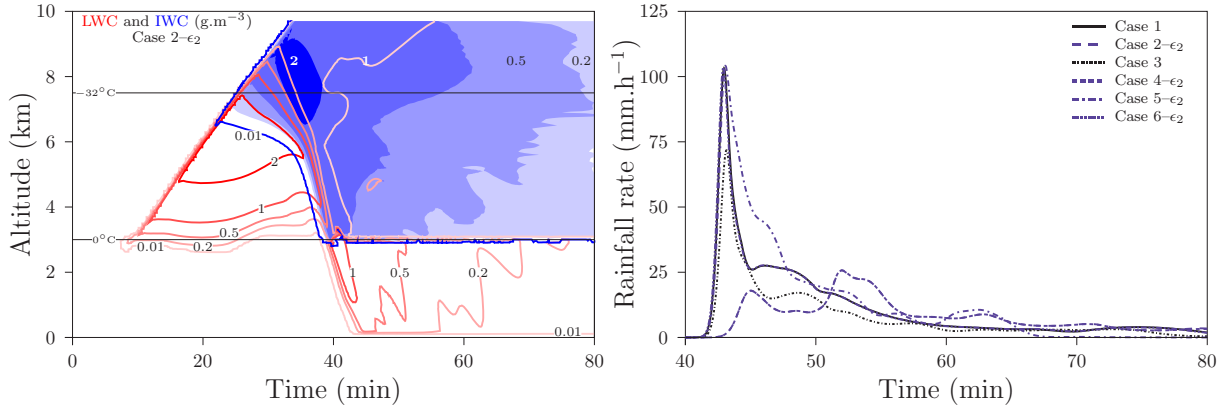 LWC and IWC (g.m⁻³)
Case 2–ϵ₂
Altitude (km)
10
8
6
4
2
0
−32°C
0°C
2
1
0.5
0.2
0.01
2
1
0.5
0.01
0.2
1
0.5
0.2
0.01
0
20
40
60
80
Time (min)
Rainfall rate (mm.h⁻¹)
125
100
75
50
25
0
Case 1
Case 2–ϵ₂
Case 3
Case 4–ϵ₂
Case 5–ϵ₂
Case 6–ϵ₂
40
50
60
70
80
Time (min)